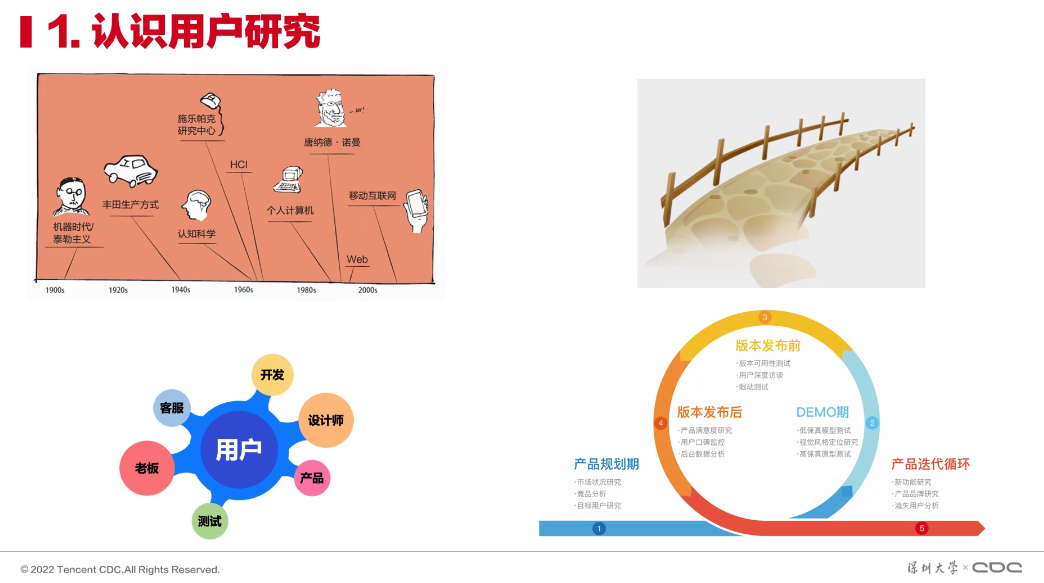 1. 认识用户研究
施乐帕克
研究中心
唐纳德·诺曼
HCI
丰田生产方式
移动互联网
个人计算机
机器时代/
泰勒主义
认知科学
Web
1900s
1920s
1940s
1960s
1980s
2000s
开发
客服
设计师
用户
老板
产品
测试
3
版本发布前
·版本可用性测试
·用户深度访谈
·眼动测试
版本发布后
·产品满意度研究
·用户口碑监控
·后台数据分析
4
DEMO期
·低保真模型测试
·视觉风格定位研究
·高保真原型测试
2
产品规划期
·市场状况研究
·竞品分析
·目标用户研究
1
产品迭代循环
·新功能研究
·产品品牌研究
·流失用户分析
5
© 2022 Tencent CDC.All Rights Reserved.
深圳大学 × CDC